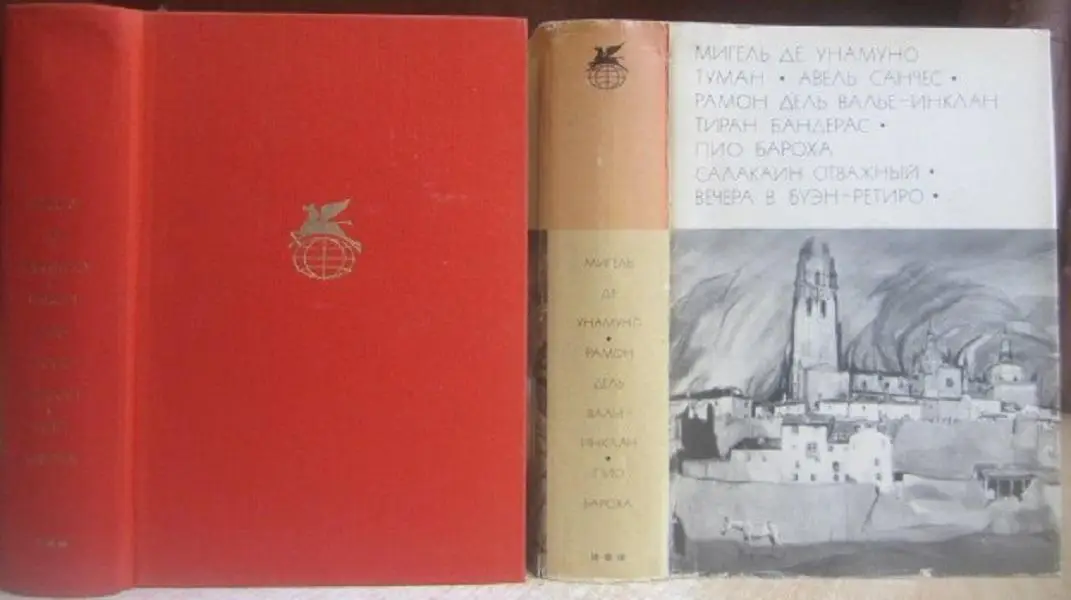 МИГЕЛЬ ДЕ УНАМУНО
ТУМАН • АВЕЛЬ САНЧЕС •
РАМОН ДЕЛЬ ВАЛЬЕ-ИНКЛАН
ТИРАН БАНДЕРАС •
ПИО БАРОХА
САЛАКАИН ОТВАЖНЫЙ •
ВЕЧЕРА В БУЭН-РЕТИРО •
МИГЕЛЬ
ДЕ
УНАМУНО
•
РАМОН
ДЕЛЬ
ВАЛЬЕ-
ИНКЛАН
•
ПИО
БАРОХА